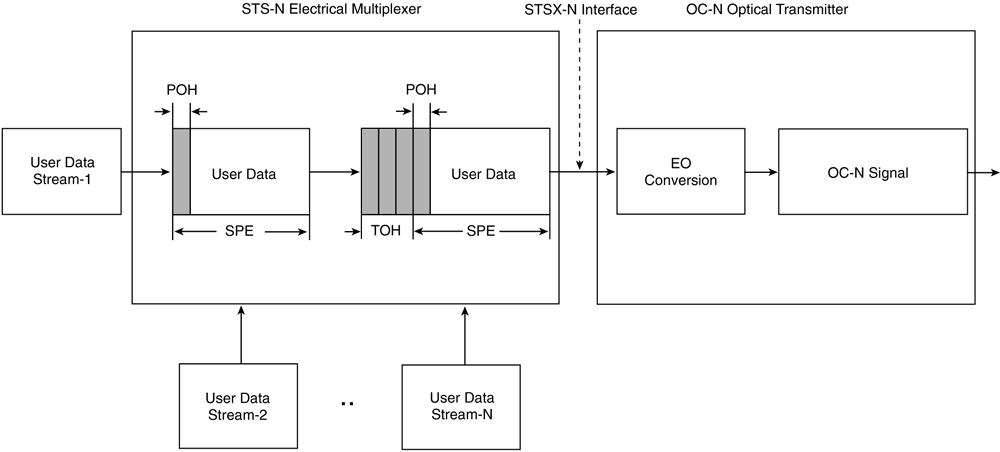 STS-N Electrical Multiplexer
STSX-N Interface
OC-N Optical Transmitter
POH
POH
User Data
Stream-1
User Data
User Data
EO
Conversion
OC-N Signal
SPE
TOH
SPE
User Data
Stream-2
..
User Data
Stream-N